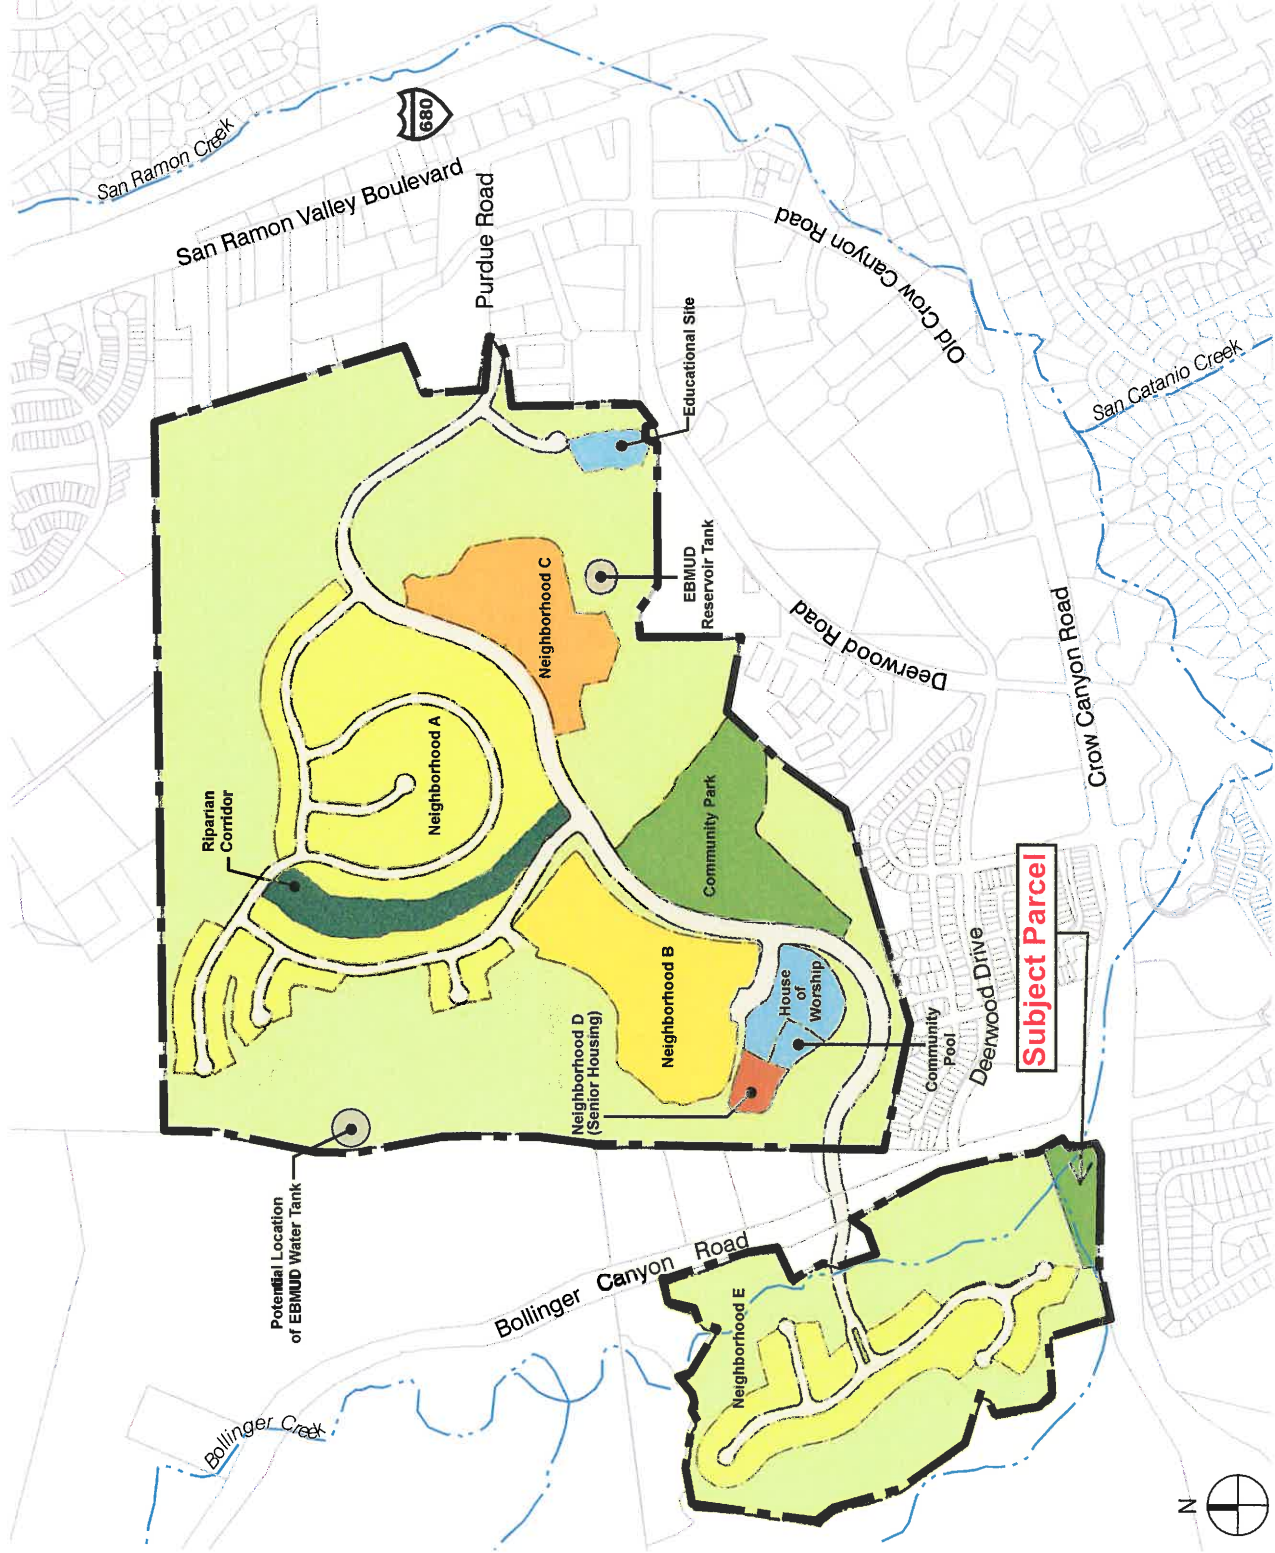 San Ramon Creek
680
San Ramon Valley Boulevard
Purdue Road
Old Crow Canyon Road
San Catanio Creek
Educational Site
EBMUD
Reservoir Tank
Neighborhood C
Deerwood Road
Crow Canyon Road
Neighborhood A
Riparian
Corridor
Community Park
Subject Parcel
Neighborhood B
House
of
Worship
Neighborhood D
(Senior Housing)
Community
Pool
Deerwood Drive
Potential Location
of EBMUD Water Tank
Bollinger Canyon Road
Neighborhood E
Bollinger Creek
N